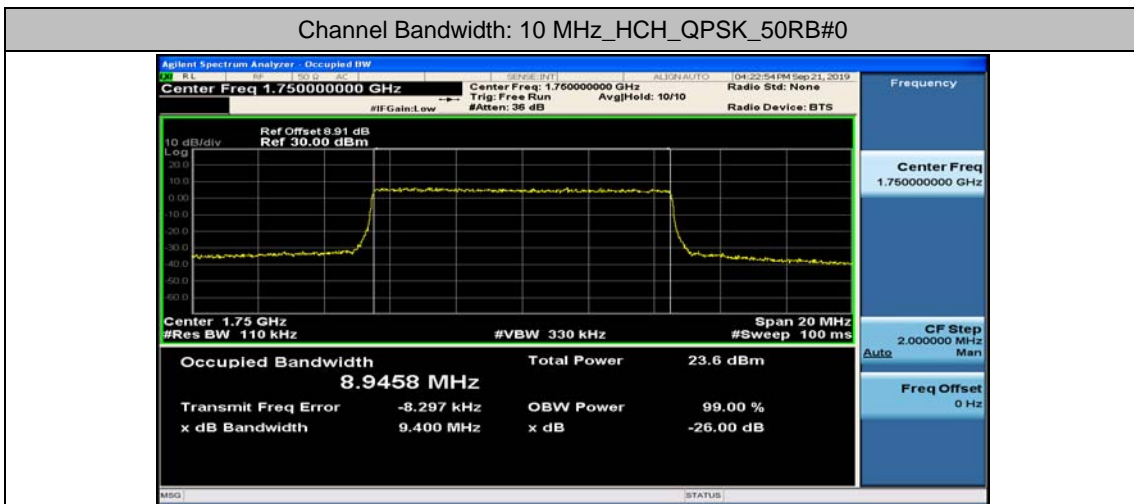 Channel Bandwidth: 10 MHz_HCH_QPSK_50RB#0
Agilent Spectrum Analyzer - Occupied BW
RL RF 50 Ω AC SENSE:INT ALIGNAUTO 04:22:54 PM Sep 21, 2019
Center Freq 1.750000000 GHz
Center Freq: 1.750000000 GHz
Radio Std: None
Trig: Free Run Avg|Hold: 10/10
#IFGain:Low #Atten: 36 dB Radio Device: BTS
Ref Offset 8.91 dB
10 dB/div Ref 30.00 dBm
Log
20.0
10.0
0.00
-10.0
-20.0
-30.0
-40.0
-50.0
-60.0
Center 1.75 GHz Span 20 MHz
#Res BW 110 kHz #VBW 330 kHz #Sweep 100 ms
Occupied Bandwidth Total Power 23.6 dBm
8.9458 MHz
Transmit Freq Error -8.297 kHz OBW Power 99.00 %
x dB Bandwidth 9.400 MHz x dB -26.00 dB
MSG STATUS
Frequency
Center Freq
1.750000000 GHz
CF Step
2.000000 MHz
Auto Man
Freq Offset
0 Hz